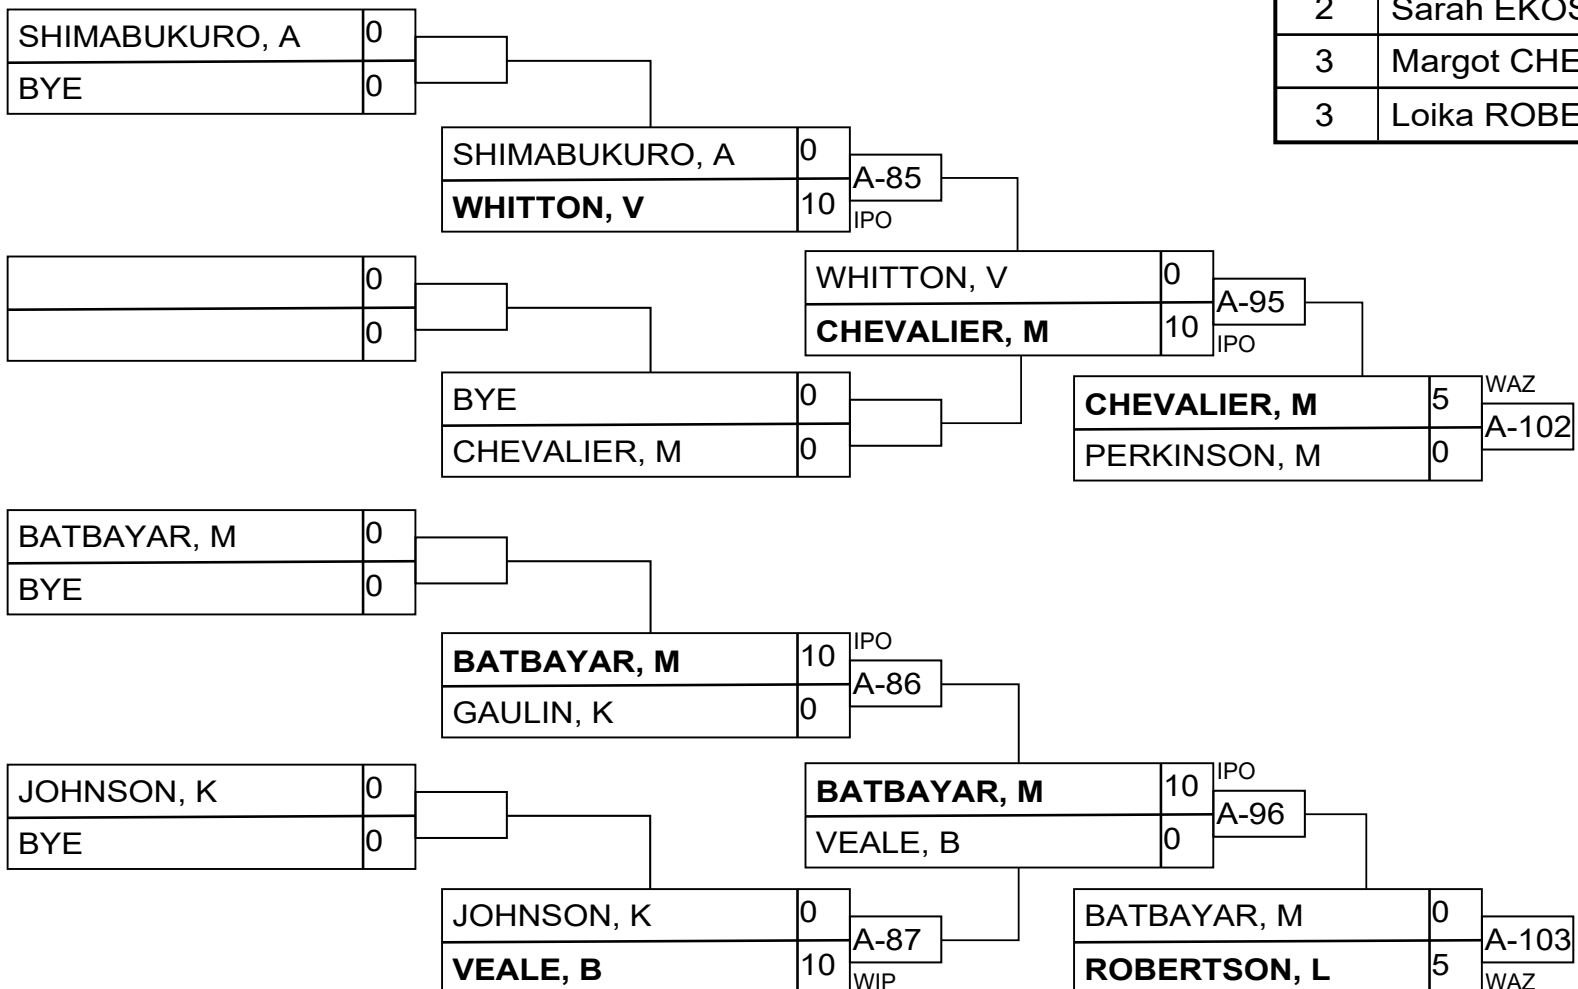 SHIMABUKURO, A 0
BYE 0
2 Sarah
3 Margot
3 Loika
SHIMABUKURO, A 0
WHITTON, V 10
A-85
IPO
0
0
WHITTON, V 0
CHEVALIER, M 10
A-95
IPO
BYE 0
CHEVALIER, M 0
CHEVALIER, M 5
PERKINSON, M 0
WAZ
A-102
BATBAYAR, M 0
BYE 0
BATBAYAR, M 10
GAULIN, K 0
IPO
A-86
JOHNSON, K 0
BYE 0
BATBAYAR, M 10
VEALE, B 0
IPO
A-96
JOHNSON, K 0
VEALE, B 10
A-87
WIP
BATBAYAR, M 0
ROBERTSON, L 5
A-103
WAZ